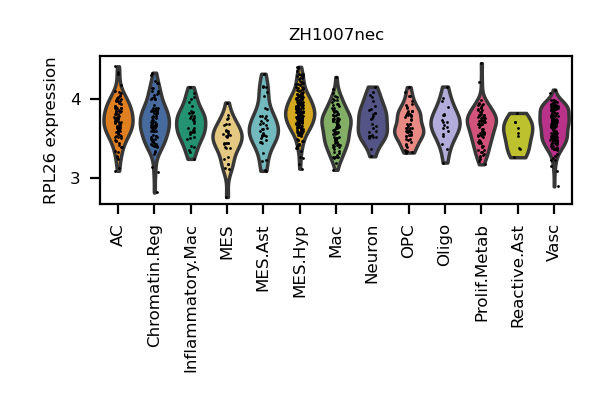 ZH1007nec
RPL26 expression
4
3
AC
Chromatin.Reg
Inflammatory.Mac
MES
MES.Ast
MES.Hyp
Mac
Neuron
OPC
Oligo
Prolif.Metab
Reactive.Ast
Vasc